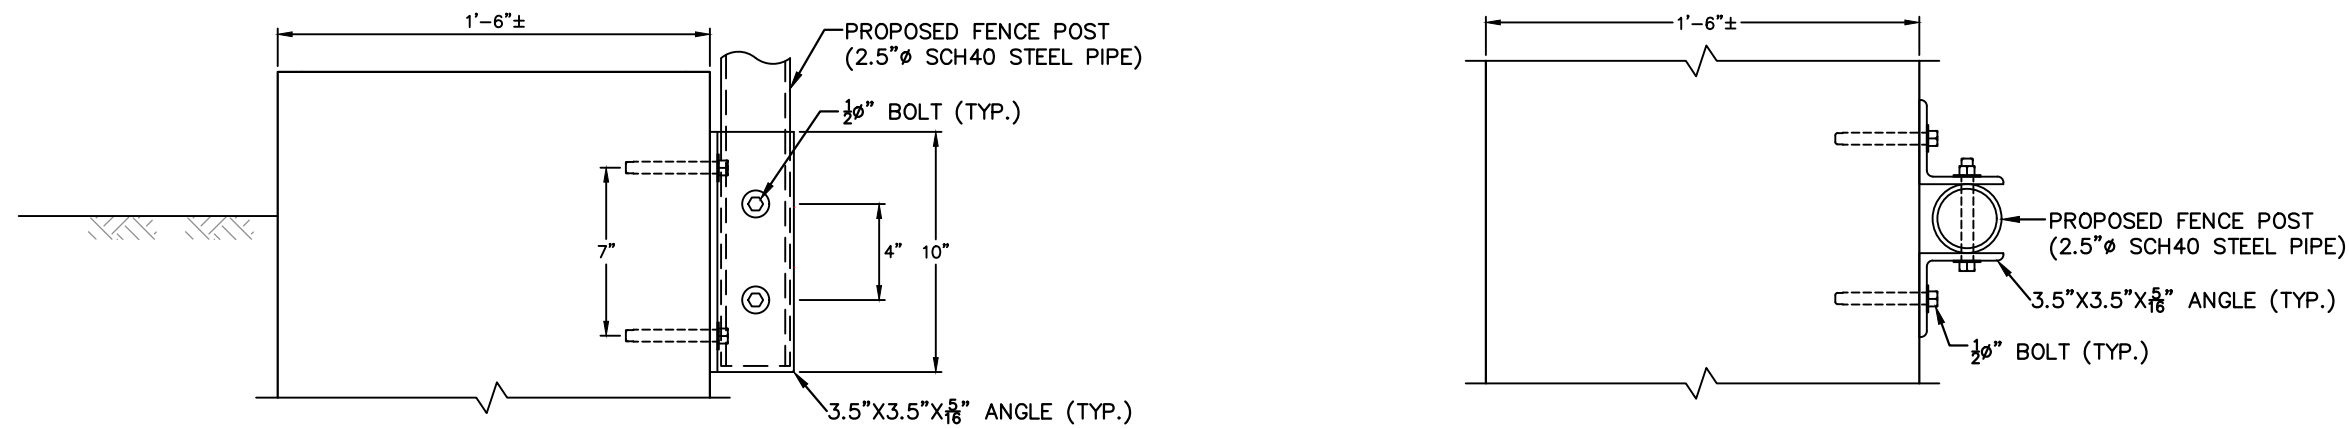 1'-6"±
PROPOSED FENCE POST
(2.5"ø SCH40 STEEL PIPE)
1/2ø" BOLT (TYP.)
7"
4"
10"
3.5"X3.5"X5/16" ANGLE (TYP.)
1'-6"±
PROPOSED FENCE POST
(2.5"ø SCH40 STEEL PIPE)
3.5"X3.5"X5/16" ANGLE (TYP.)
1/2ø" BOLT (TYP.)